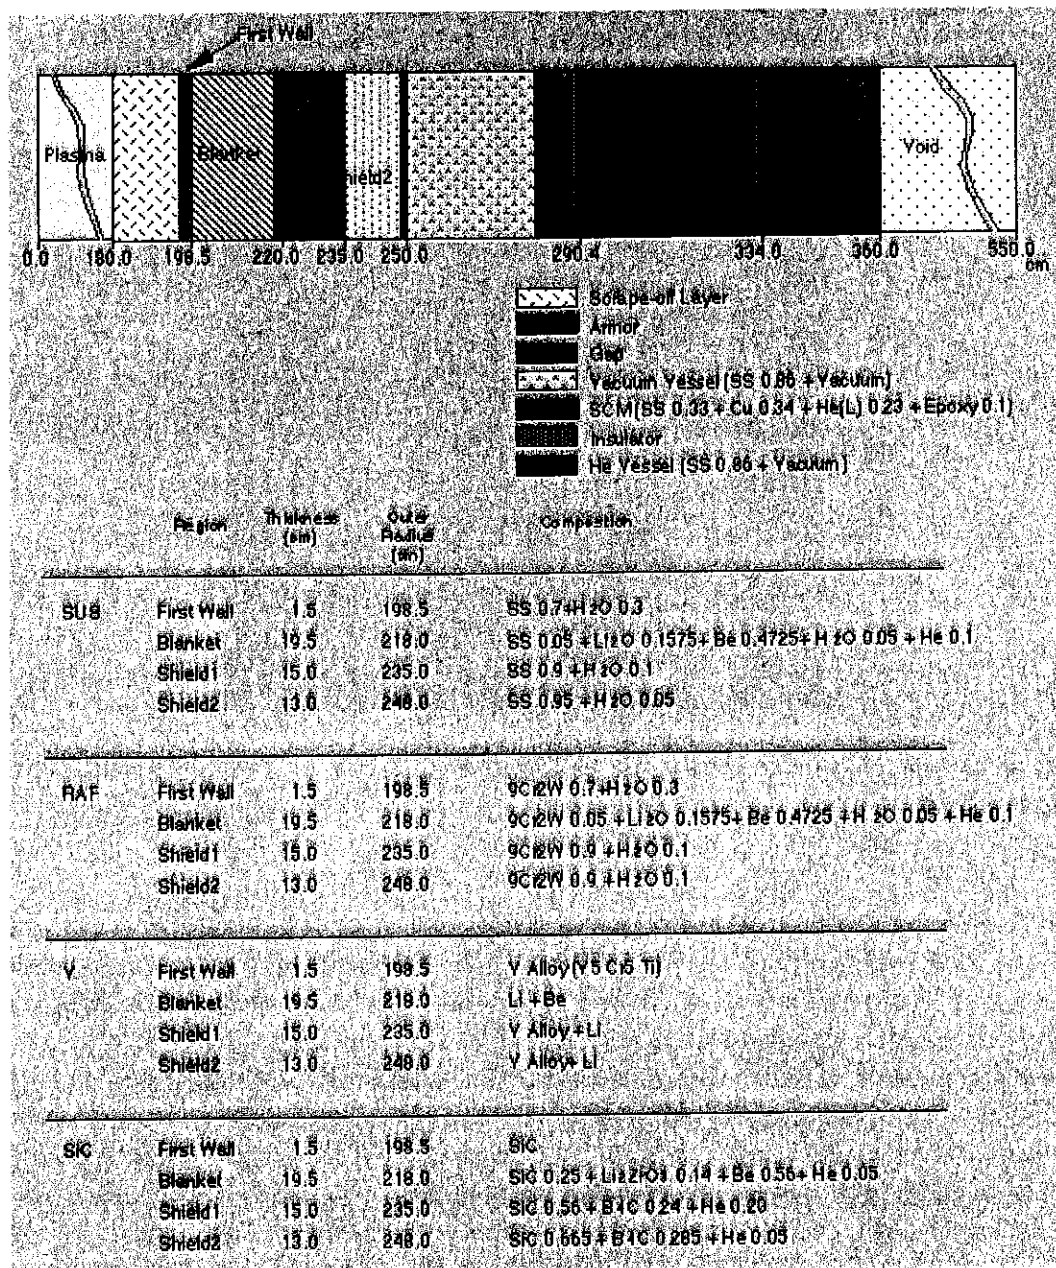 First Wall
Plasma
Blanket
hield2
Void
0.0 180.0 198.5 220.0 235.0 250.0 290.4 334.0 360.0 550.0
cm
Scrape-off Layer
Armor
Gap
Vacuum Vessel (SS 0.86 + Vacuum)
SCM (SS 0.33 + Cu 0.34 + He(L) 0.23 + Epoxy 0.1)
Insulator
He Vessel (SS 0.86 + Vacuum)
Region Thickness (cm) Outer Radius (cm) Composition
SUS First Wall 1.5 198.5 SS 0.7+H2O 0.3
Blanket 19.5 218.0 SS 0.05 + Li2O 0.1575+ Be 0.4725+ H2O 0.05 + He 0.1
Shield1 15.0 235.0 SS 0.9 +H2O 0.1
Shield2 13.0 248.0 SS 0.95 +H2O 0.05
RAF First Wall 1.5 198.5 9Cr2W 0.7+H2O 0.3
Blanket 19.5 218.0 9Cr2W 0.05 +Li2O 0.1575+ Be 0.4725 +H2O 0.05 + He 0.1
Shield1 15.0 235.0 9Cr2W 0.9 +H2O 0.1
Shield2 13.0 248.0 9Cr2W 0.9 +H2O 0.1
V First Wall 1.5 198.5 V Alloy (V5 Cr5 Ti)
Blanket 19.5 218.0 Li +Be
Shield1 15.0 235.0 V Alloy +Li
Shield2 13.0 248.0 V Alloy+ Li
SiC First Wall 1.5 198.5 SiC
Blanket 19.5 218.0 SiC 0.25 + Li2ZrO3 0.14 +Be 0.56+ He 0.05
Shield1 15.0 235.0 SiC 0.56 + B4C 0.24 +He 0.20
Shield2 13.0 248.0 SiC 0.665 + B4C 0.285 + He 0.05